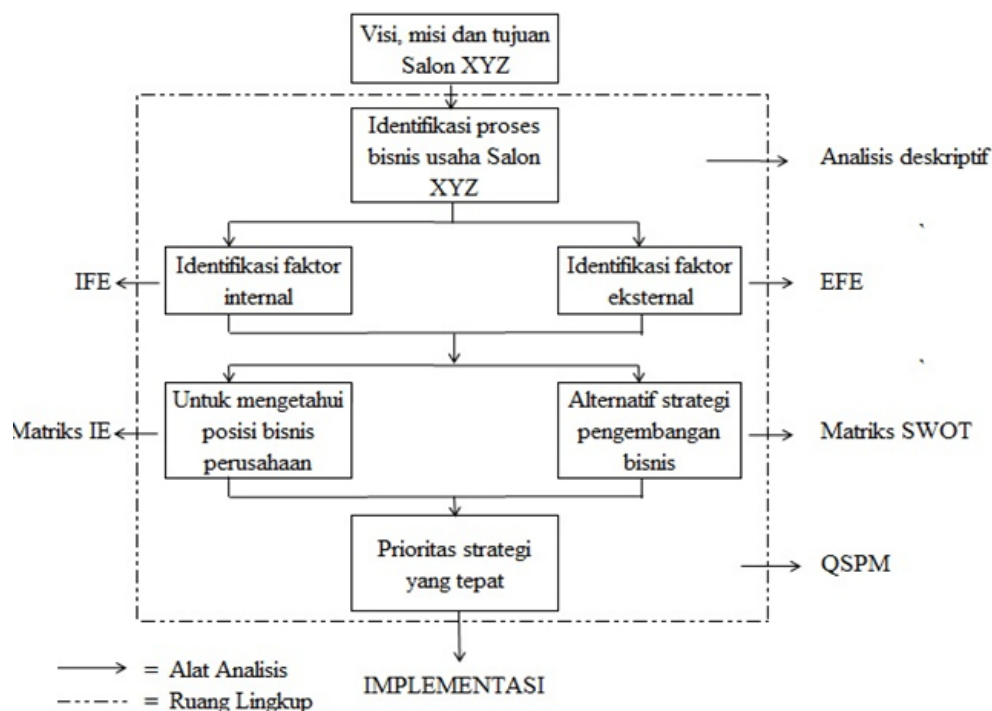 Visi, misi dan tujuan
Salon XYZ
Identifikasi proses
bisnis usaha Salon
XYZ
Analisis deskriptif
IFE
Identifikasi faktor
internal
Identifikasi faktor
eksternal
EFE
Matriks IE
Untuk mengetahui
posisi bisnis
perusahaan
Alternatif strategi
pengembangan
bisnis
Matriks SWOT
Prioritas strategi
yang tepat
QSPM
= Alat Analisis
= Ruang Lingkup
IMPLEMENTASI